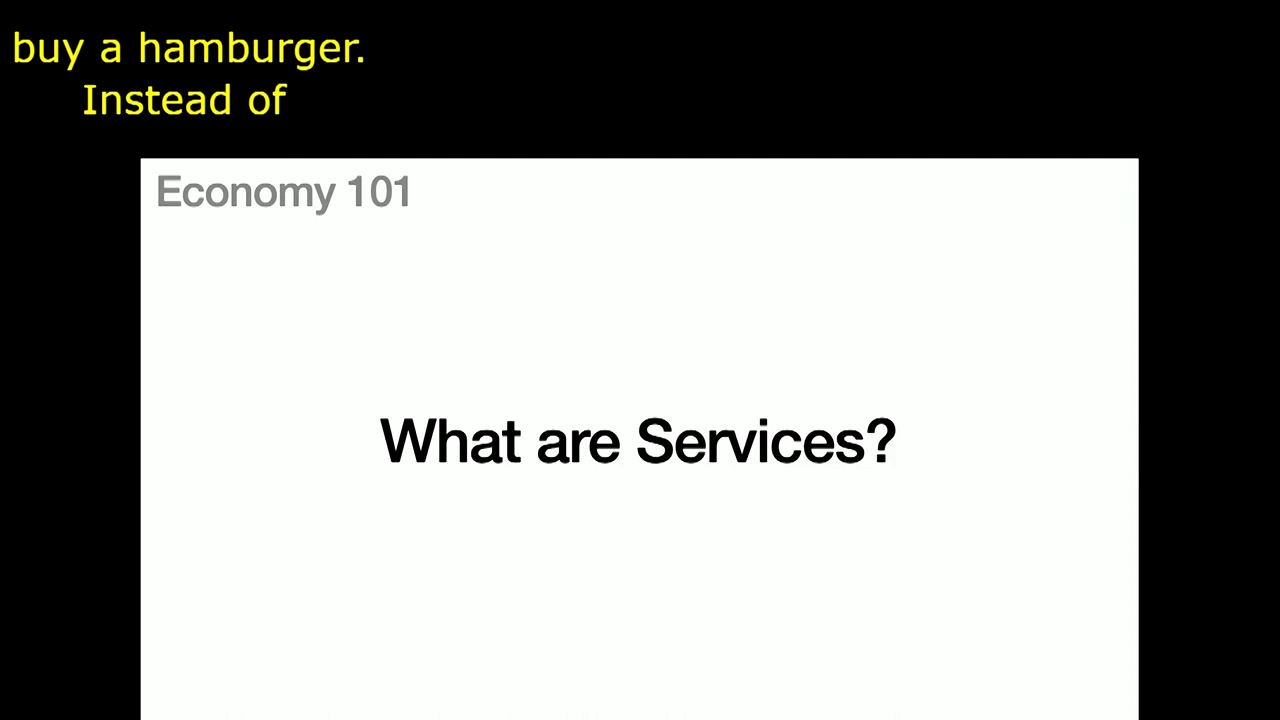 buy a hamburger.
Instead of
Economy 101
What are Services?